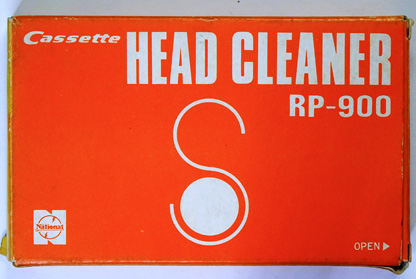 Cassette
HEAD CLEANER
RP-900
National
OPEN